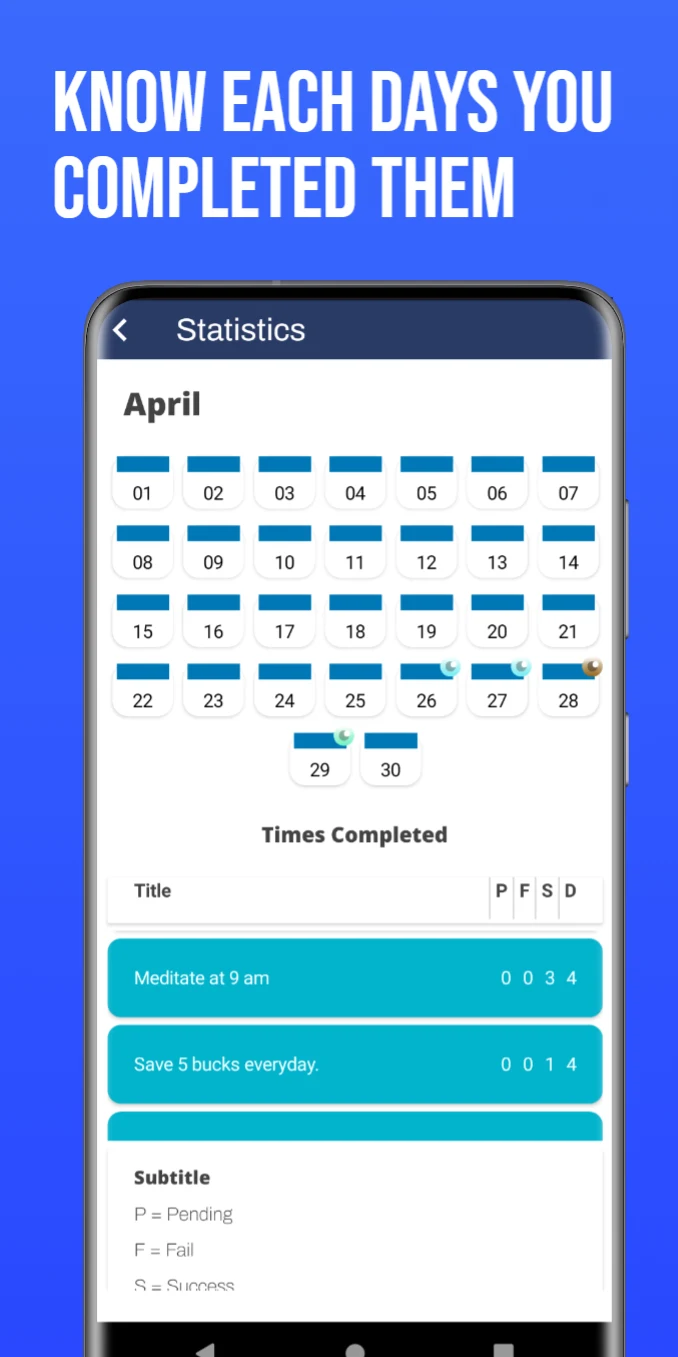 KNOW EACH DAYS YOU
COMPLETED THEM
Statistics
April
01 02 03 04 05 06 07
08 09 10 11 12 13 14
15 16 17 18 19 20 21
22 23 24 25 26 27 28
29 30
Times Completed
Title P F S D
Meditate at 9 am 0 0 3 4
Save 5 bucks everyday. 0 0 1 4
Subtitle
P = Pending
F = Fail
S = Success